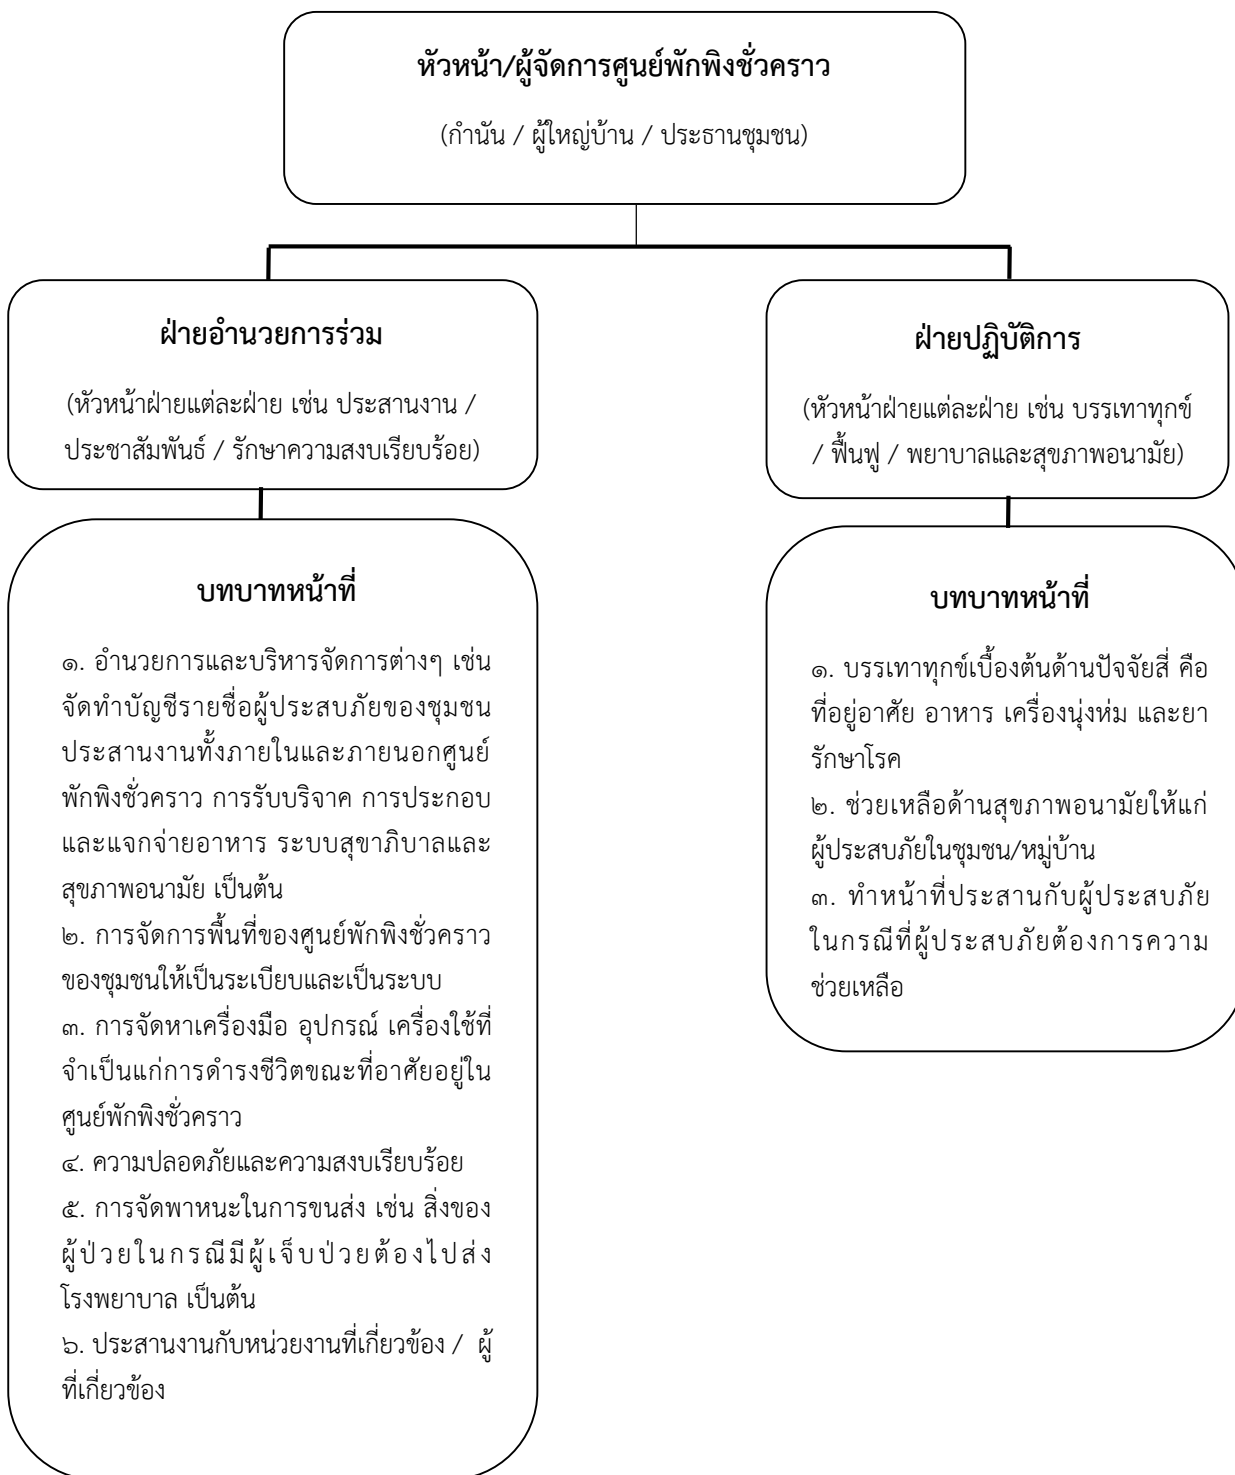 หัวหน้า/ผู้จัดการศูนย์พักพิงชั่วคราว
(กำนัน / ผู้ใหญ่บ้าน / ประธานชุมชน)
ฝ่ายอำนวยการร่วม
(หัวหน้าฝ่ายแต่ละฝ่าย เช่น ประสานงาน /
ประชาสัมพันธ์ / รักษาความสงบเรียบร้อย)
ฝ่ายปฏิบัติการ
(หัวหน้าฝ่ายแต่ละฝ่าย เช่น บรรเทาทุกข์
/ ฟื้นฟู / พยาบาลและสุขภาพอนามัย)
บทบาทหน้าที่
๑. อำนวยการและบริหารจัดการต่างๆ เช่น
จัดทำบัญชีรายชื่อผู้ประสบภัยของชุมชน
ประสานงานทั้งภายในและภายนอกศูนย์
พักพิงชั่วคราว การรับบริจาค การประกอบ
และแจกจ่ายอาหาร ระบบสุขาภิบาลและ
สุขภาพอนามัย เป็นต้น
๒. การจัดการพื้นที่ของศูนย์พักพิงชั่วคราว
ของชุมชนให้เป็นระเบียบและเป็นระบบ
๓. การจัดหาเครื่องมือ อุปกรณ์ เครื่องใช้ที่
จำเป็นแก่การดำรงชีวิตขณะที่อาศัยอยู่ใน
ศูนย์พักพิงชั่วคราว
๔. ความปลอดภัยและความสงบเรียบร้อย
๕. การจัดพาหนะในการขนส่ง เช่น สิ่งของ
ผู้ป่วยในกรณีมีผู้เจ็บป่วยต้องไปส่ง
โรงพยาบาล เป็นต้น
๖. ประสานงานกับหน่วยงานที่เกี่ยวข้อง / ผู้
ที่เกี่ยวข้อง
บทบาทหน้าที่
๑. บรรเทาทุกข์เบื้องต้นด้านปัจจัยสี่ คือ
ที่อยู่อาศัย อาหาร เครื่องนุ่งห่ม และยา
รักษาโรค
๒. ช่วยเหลือด้านสุขภาพอนามัยให้แก่
ผู้ประสบภัยในชุมชน/หมู่บ้าน
๓. ทำหน้าที่ประสานกับผู้ประสบภัย
ในกรณีที่ผู้ประสบภัยต้องการความ
ช่วยเหลือ